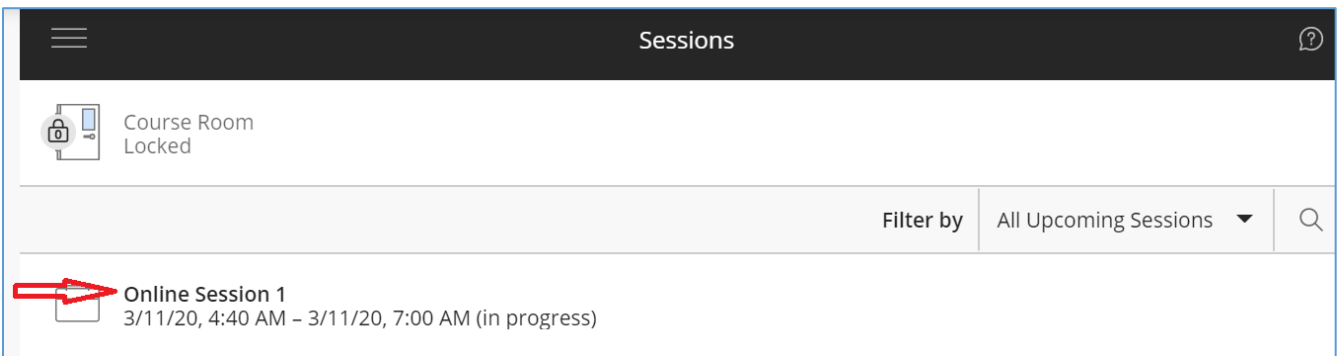 Sessions
Course Room
Locked
Filter by All Upcoming Sessions
Online Session 1
3/11/20, 4:40 AM – 3/11/20, 7:00 AM (in progress)